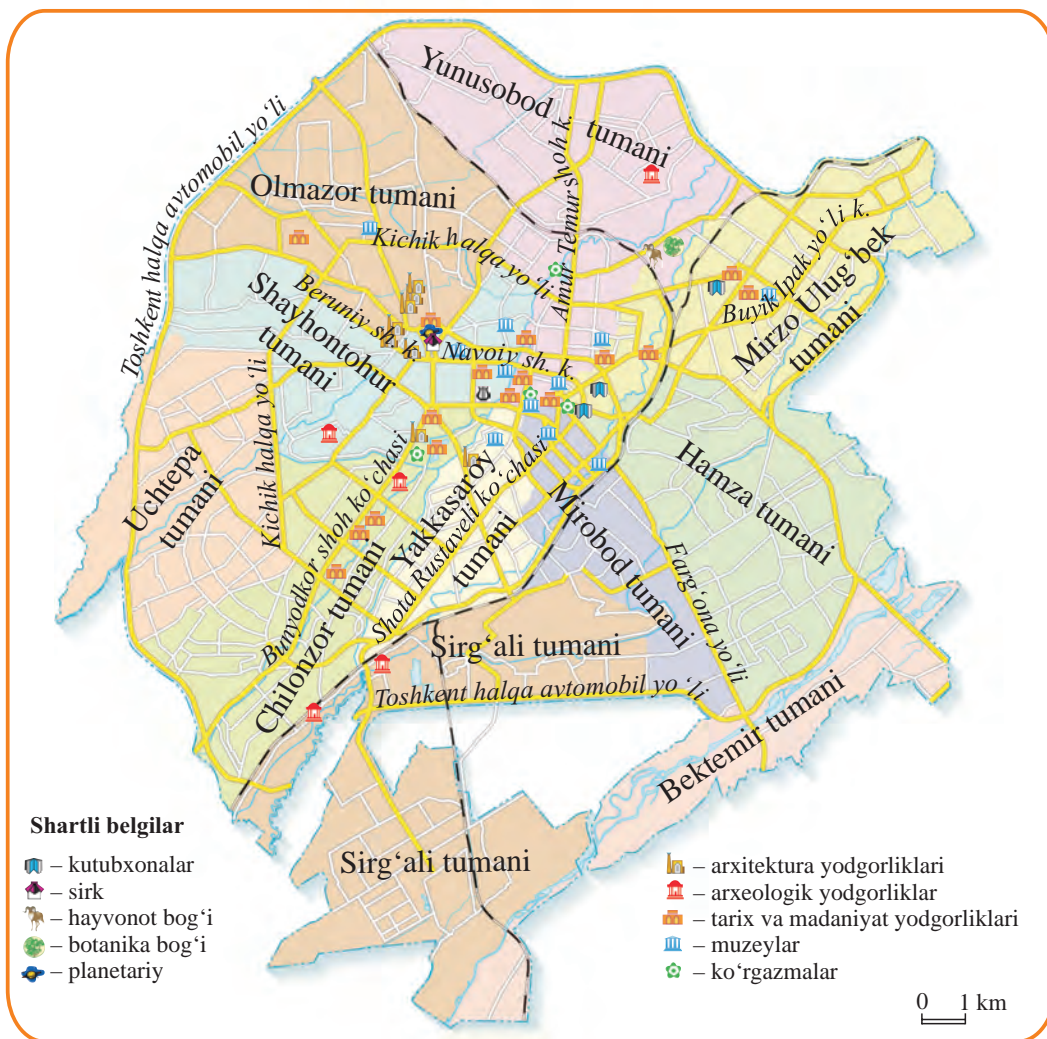 Yunusobod tumani
Toshkent halqa avtomobil yo‘li
Olmazor tumani
Amur Temur shoh k.
Kichik halqa yo‘li
Buyik Ipak yo‘li k.
Mirzo Ulug‘bek tumani
Beruniy sh. k.
Shayhontohur tumani
Navoiy sh. k.
Kichik halqa yo‘li
Uchtepa tumani
Hamza tumani
Bunyodkor shoh ko‘chasi
Yakkasaroy tumani
Shota Rustaveli ko‘chasi
Mirobod tumani
Farg‘ona yo‘li
Chilonzor tumani
Sirg‘ali tumani
Toshkent halqa avtomobil yo‘li
Bektemir tumani
Sirg‘ali tumani
Shartli belgilar
– kutubxonalar
– sirk
– hayvonot bog‘i
– botanika bog‘i
– planetariy
– arxitektura yodgorliklari
– arxeologik yodgorliklar
– tarix va madaniyat yodgorliklari
– muzeylar
– ko‘rgazmalar
0 1 km